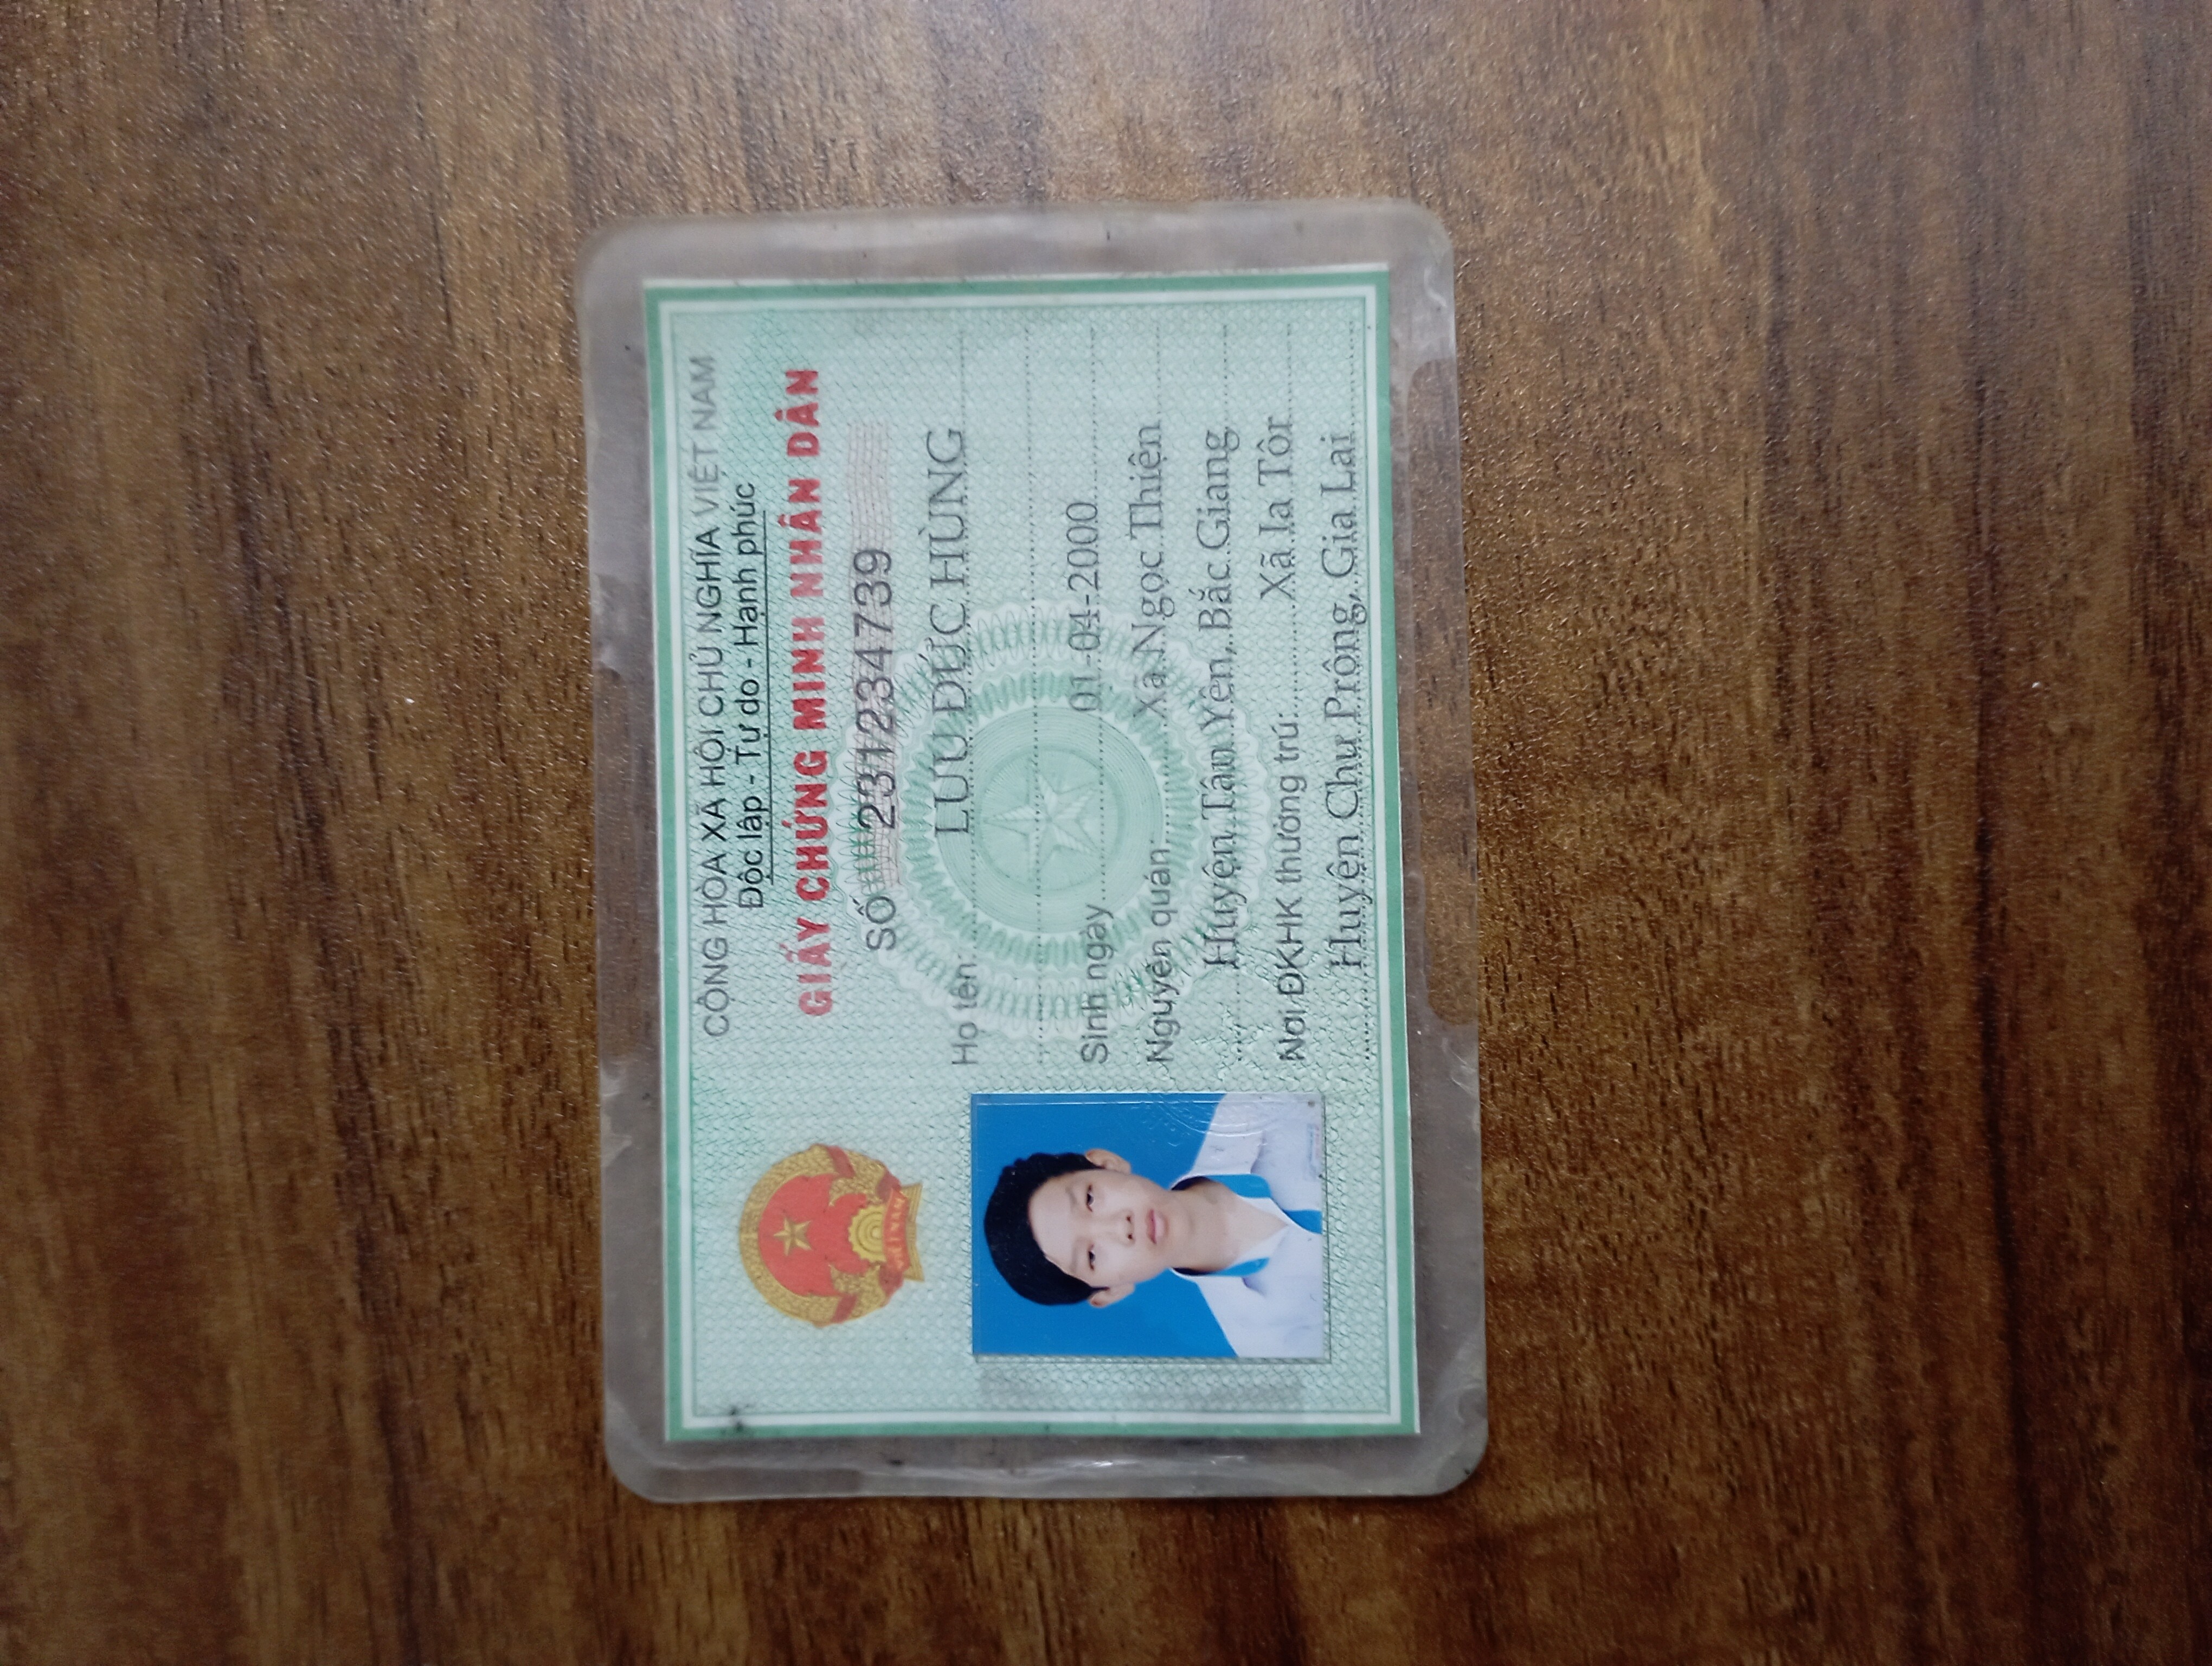 CỘNG HÒA XÃ HỘI CHỦ NGHĨA VIỆT NAM
Độc lập - Tự do - Hạnh phúc
GIẤY CHỨNG MINH NHÂN DÂN
SỐ 231234739
Họ tên: LƯU ĐỨC HÙNG
Sinh ngày 01-04-2000
Nguyên quán Xã Ngọc Thiện
Huyện Tân Yên, Bắc Giang
Nơi ĐKHK thường trú: Xã Ia Tôr
Huyện Chư Prông, Gia Lai
VIỆT NAM